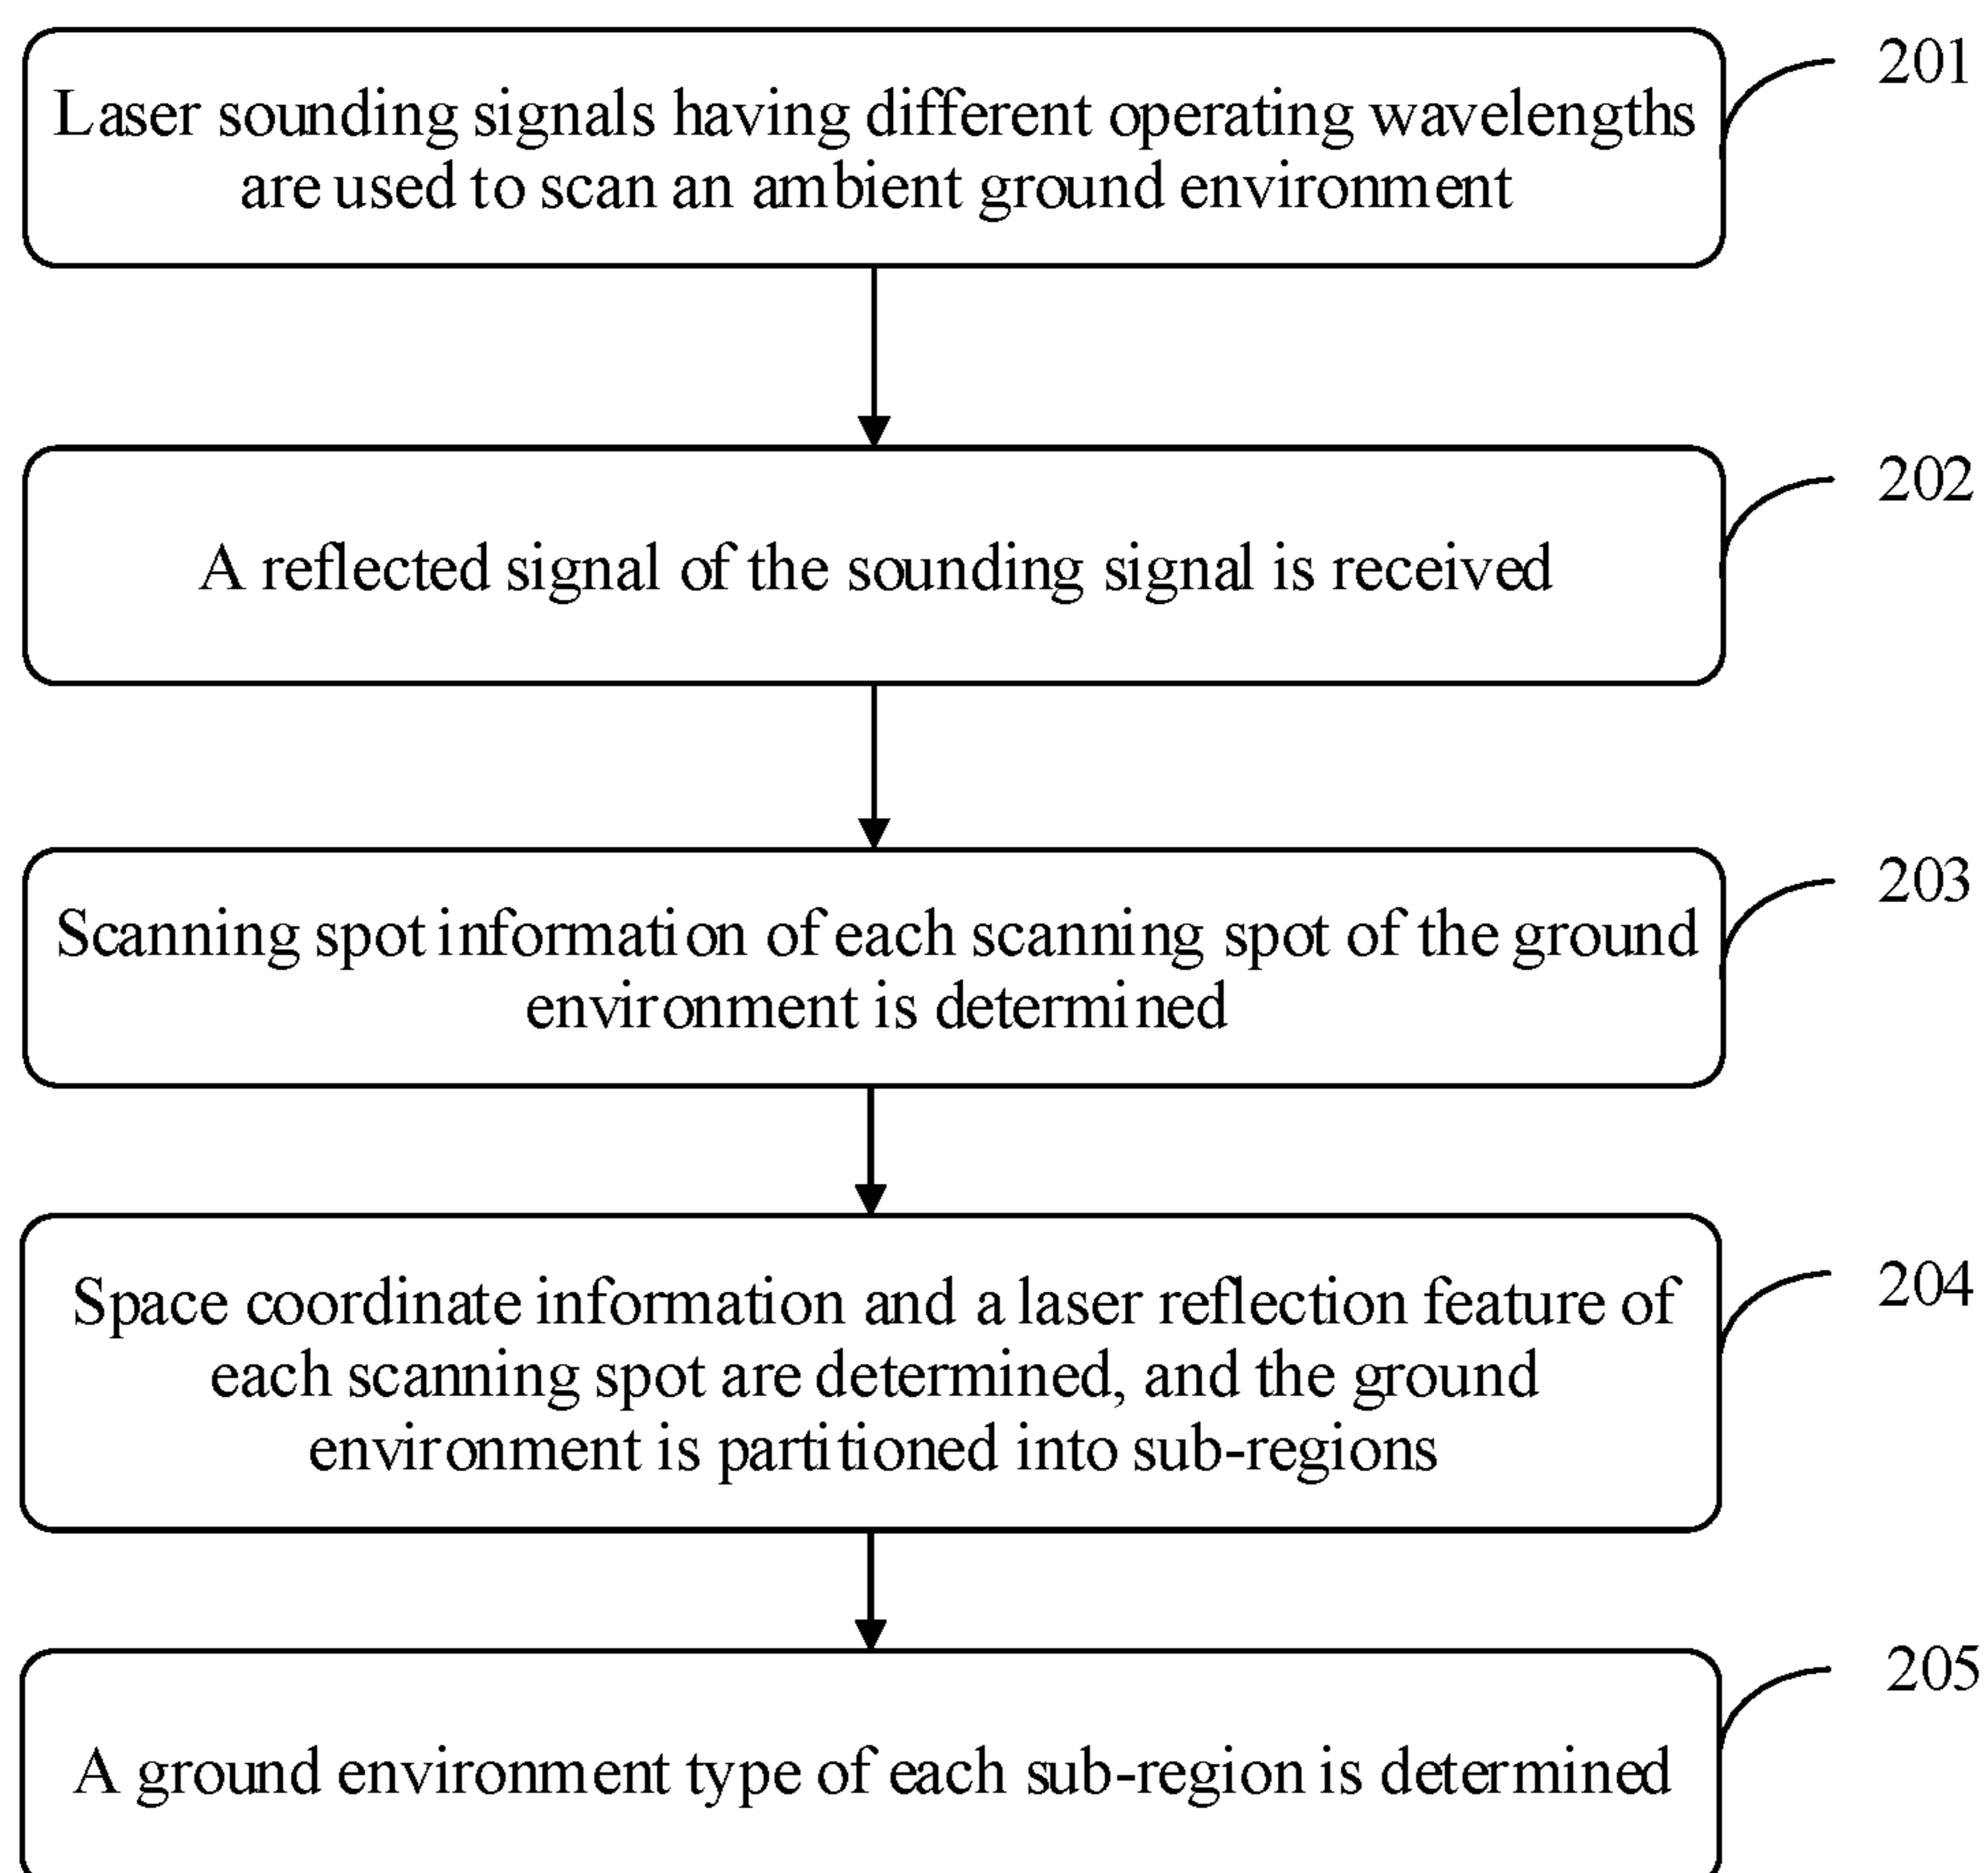 201
Laser sounding signals having different operating wavelengths
are used to scan an ambient ground environment
202
A reflected signal of the sounding signal is received
203
Scanning spot information of each scanning spot of the ground
environment is determined
204
Space coordinate information and a laser reflection feature of
each scanning spot are determined, and the ground
environment is partitioned into sub-regions
205
A ground environment type of each sub-region is determined